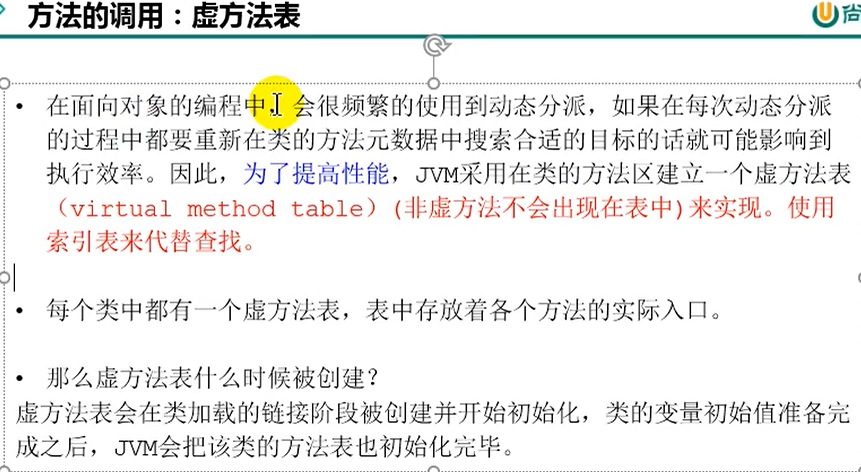 方法的调用：虚方法表
U 尚
• 在面向对象的编程中，会很频繁的使用到动态分派，如果在每次动态分派
的过程中都要重新在类的方法元数据中搜索合适的目标的话就可能影响到
执行效率。因此，为了提高性能，JVM采用在类的方法区建立一个虚方法表
（virtual method table）(非虚方法不会出现在表中)来实现。使用
索引表来代替查找。
• 每个类中都有一个虚方法表，表中存放着各个方法的实际入口。
• 那么虚方法表什么时候被创建？
虚方法表会在类加载的链接阶段被创建并开始初始化，类的变量初始值准备完
成之后，JVM会把该类的方法表也初始化完毕。